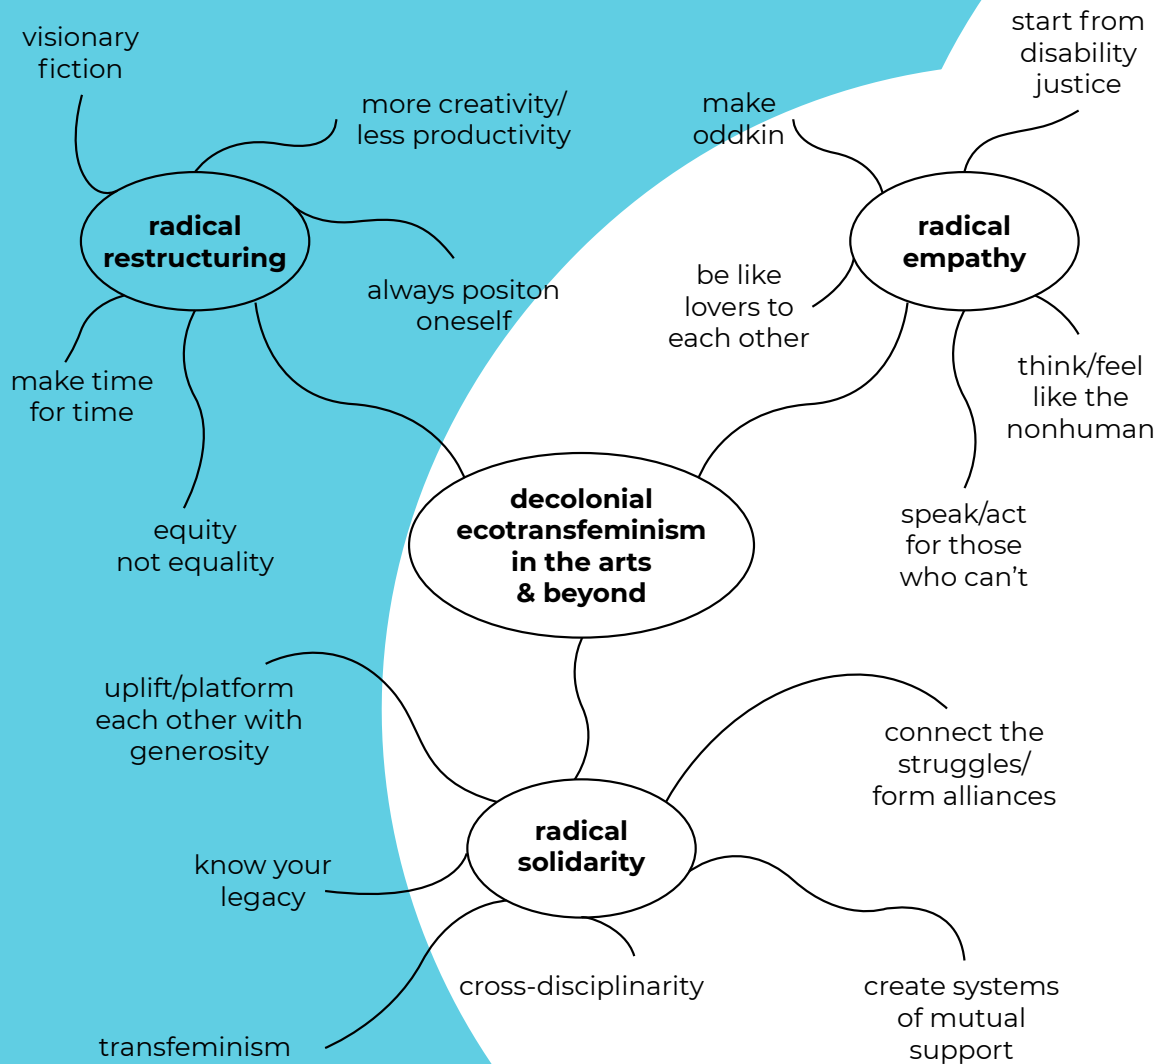 visionary
fiction
more creativity/
less productivity
make
oddkin
start from
disability
justice
radical
restructuring
radical
empathy
always positon
oneself
be like
lovers to
each other
make time
for time
think/feel
like the
nonhuman
equity
not equality
decolonial
ecotransfeminism
in the arts
& beyond
speak/act
for those
who can’t
uplift/platform
each other with
generosity
connect the
struggles/
form alliances
radical
solidarity
know your
legacy
cross-disciplinarity
create systems
of mutual
support
transfeminism